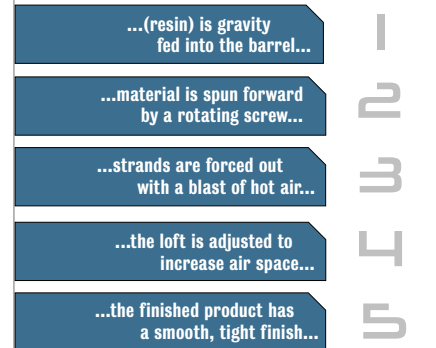 ...(resin) is gravity
fed into the barrel...
1
...material is spun forward
by a rotating screw...
2
...strands are forced out
with a blast of hot air...
3
...the loft is adjusted to
increase air space...
4
...the finished product has
a smooth, tight finish...
5